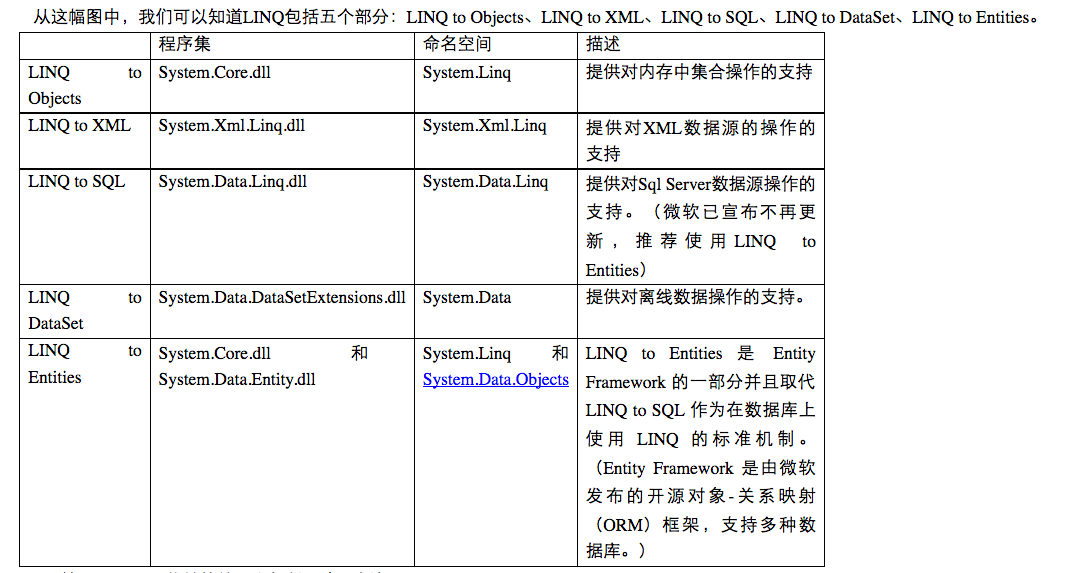 从这幅图中，我们可以知道LINQ包括五个部分：LINQ to Objects、LINQ to XML、LINQ to SQL、LINQ to DataSet、LINQ to Entities。
程序集 命名空间 描述
LINQ to System.Core.dll System.Linq 提供对内存中集合操作的支持
Objects
LINQ to XML System.Xml.Linq.dll System.Xml.Linq 提供对XML数据源的操作的
支持
LINQ to SQL System.Data.Linq.dll System.Data.Linq 提供对Sql Server数据源操作的
支持。（微软已宣布不再更
新，推荐使用LINQ to
Entities）
LINQ to System.Data.DataSetExtensions.dll System.Data 提供对离线数据操作的支持。
DataSet
LINQ to System.Core.dll 和 System.Linq 和 LINQ to Entities 是 Entity
Entities System.Data.Entity.dll System.Data.Objects Framework 的一部分并且取代
LINQ to SQL 作为在数据库上
使用 LINQ 的标准机制。
（Entity Framework 是由微软
发布的开源对象-关系映射
（ORM）框架，支持多种数
据库。）